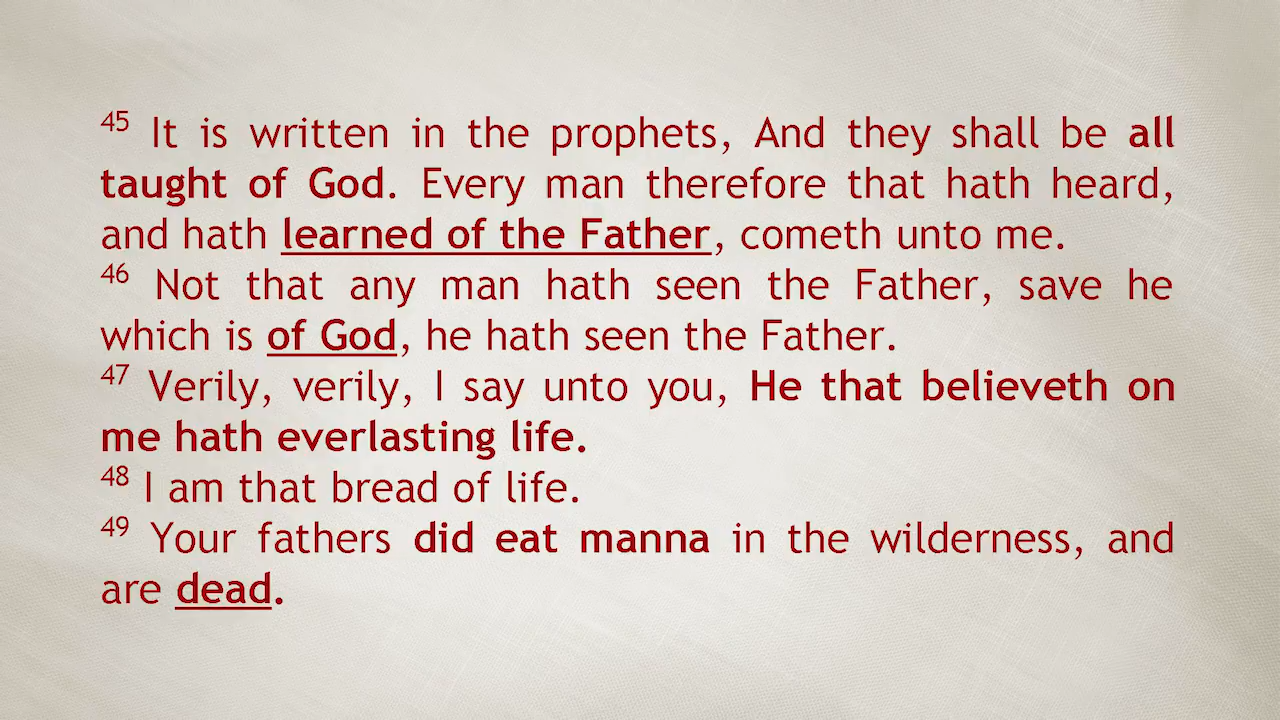 45 It is written in the prophets, And they shall be all
taught of God. Every man therefore that hath heard,
and hath learned of the Father, cometh unto me.
46 Not that any man hath seen the Father, save he
which is of God, he hath seen the Father.
47 Verily, verily, I say unto you, He that believeth on
me hath everlasting life.
48 I am that bread of life.
49 Your fathers did eat manna in the wilderness, and
are dead.